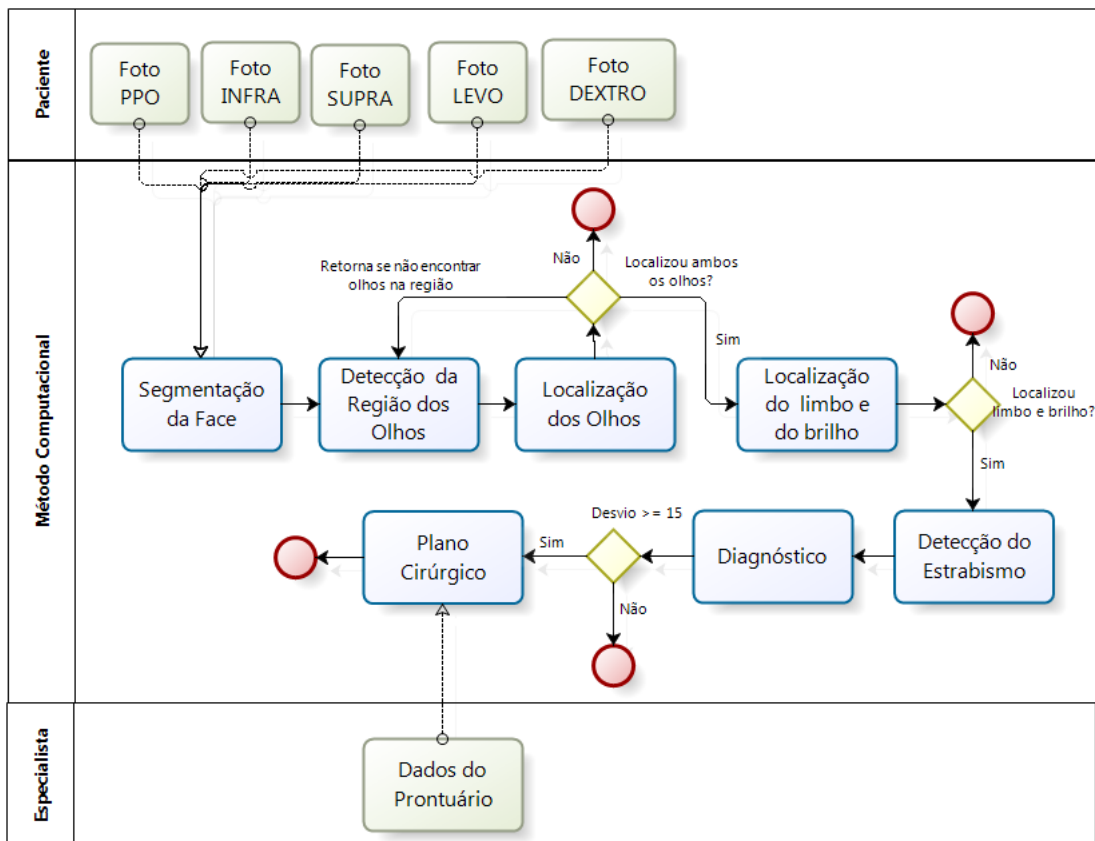 Paciente
Foto
PPO
Foto
INFRA
Foto
SUPRA
Foto
LEVO
Foto
DEXTRO
Método Computacional
Não
Retorna se não encontrar
olhos na região
Localizou ambos
os olhos?
Sim
Segmentação
da Face
Detecção da
Região dos
Olhos
Localização
dos Olhos
Localização
do limbo e
do brilho
Não
Localizou
limbo e brilho?
Sim
Detecção do
Estrabismo
Diagnóstico
Desvio >= 15
Sim
Não
Plano
Cirúrgico
Especialista
Dados do
Prontuário